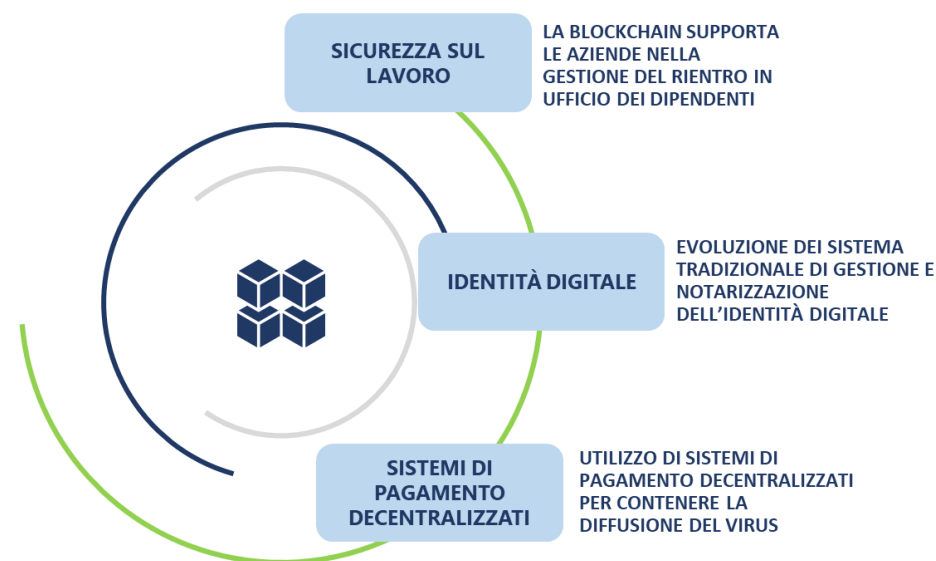 SICUREZZA SUL
LAVORO
LA BLOCKCHAIN SUPPORTA
LE AZIENDE NELLA
GESTIONE DEL RIENTRO IN
UFFICIO DEI DIPENDENTI
IDENTITÀ DIGITALE
EVOLUZIONE DEI SISTEMA
TRADIZIONALE DI GESTIONE E
NOTARIZZAZIONE
DELL'IDENTITÀ DIGITALE
SISTEMI DI
PAGAMENTO
DECENTRALIZZATI
UTILIZZO DI SISTEMI DI
PAGAMENTO DECENTRALIZZATI
PER CONTENERE LA
DIFFUSIONE DEL VIRUS